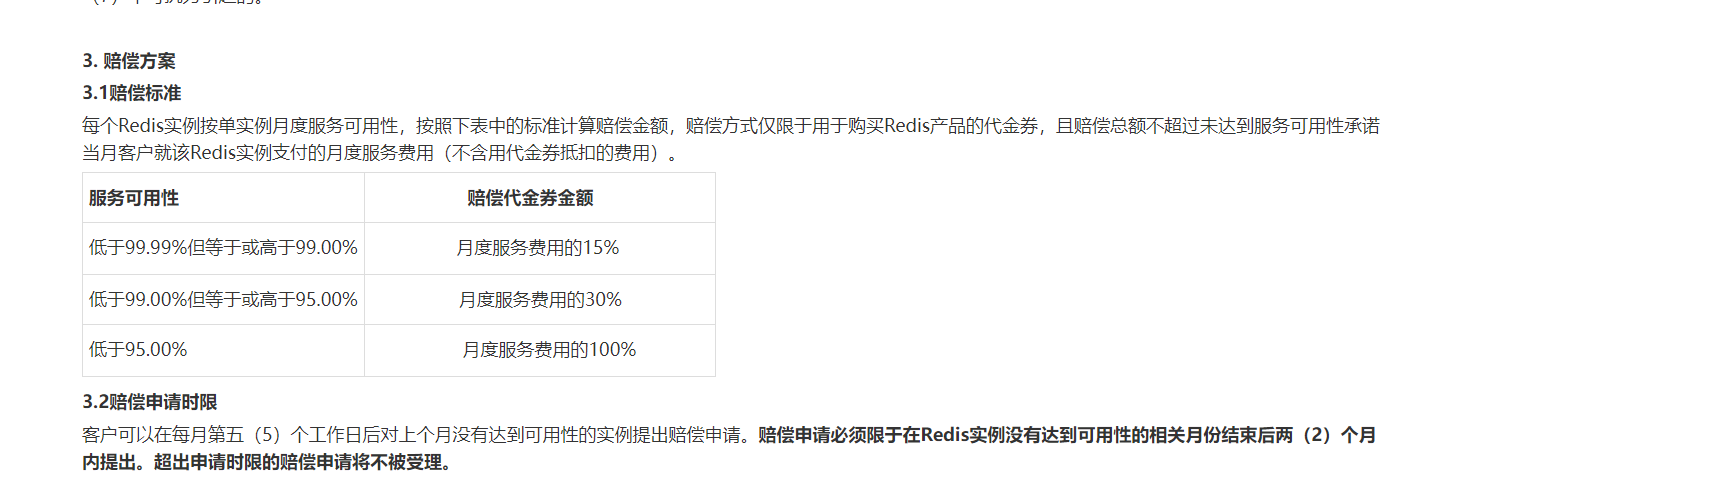 3. 赔偿方案
3.1赔偿标准
每个Redis实例按单实例月度服务可用性，按照下表中的标准计算赔偿金额，赔偿方式仅限于用于购买Redis产品的代金券，且赔偿总额不超过未达到服务可用性承诺
当月客户就该Redis实例支付的月度服务费用（不含用代金券抵扣的费用）。
服务可用性 赔偿代金券金额
低于99.99%但等于或高于99.00% 月度服务费用的15%
低于99.00%但等于或高于95.00% 月度服务费用的30%
低于95.00% 月度服务费用的100%
3.2赔偿申请时限
客户可以在每月第五（5）个工作日后对上个月没有达到可用性的实例提出赔偿申请。赔偿申请必须限于在Redis实例没有达到可用性的相关月份结束后两（2）个月
内提出。超出申请时限的赔偿申请将不被受理。